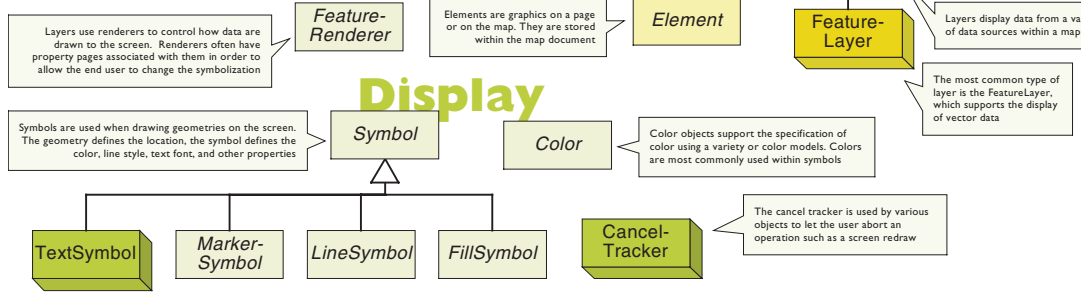 Layers use renderers to control how data are
drawn to the screen. Renderers often have
property pages associated with them in order to
allow the end user to change the symbolization
Feature-
Renderer
Elements are graphics on a page
or on the map. They are stored
within the map document
Element
Feature-
Layer
Layers display data from a
of data sources within a map
The most common type of
layer is the FeatureLayer,
which supports the display
of vector data
Display
Symbols are used when drawing geometries on the screen.
The geometry defines the location, the symbol defines the
color, line style, text font, and other properties
Symbol
Color
Color objects support the specification of
color using a variety or color models. Colors
are most commonly used within symbols
TextSymbol
Marker-
Symbol
LineSymbol
FillSymbol
Cancel-
Tracker
The cancel tracker is used by various
objects to let the user abort an
operation such as a screen redraw